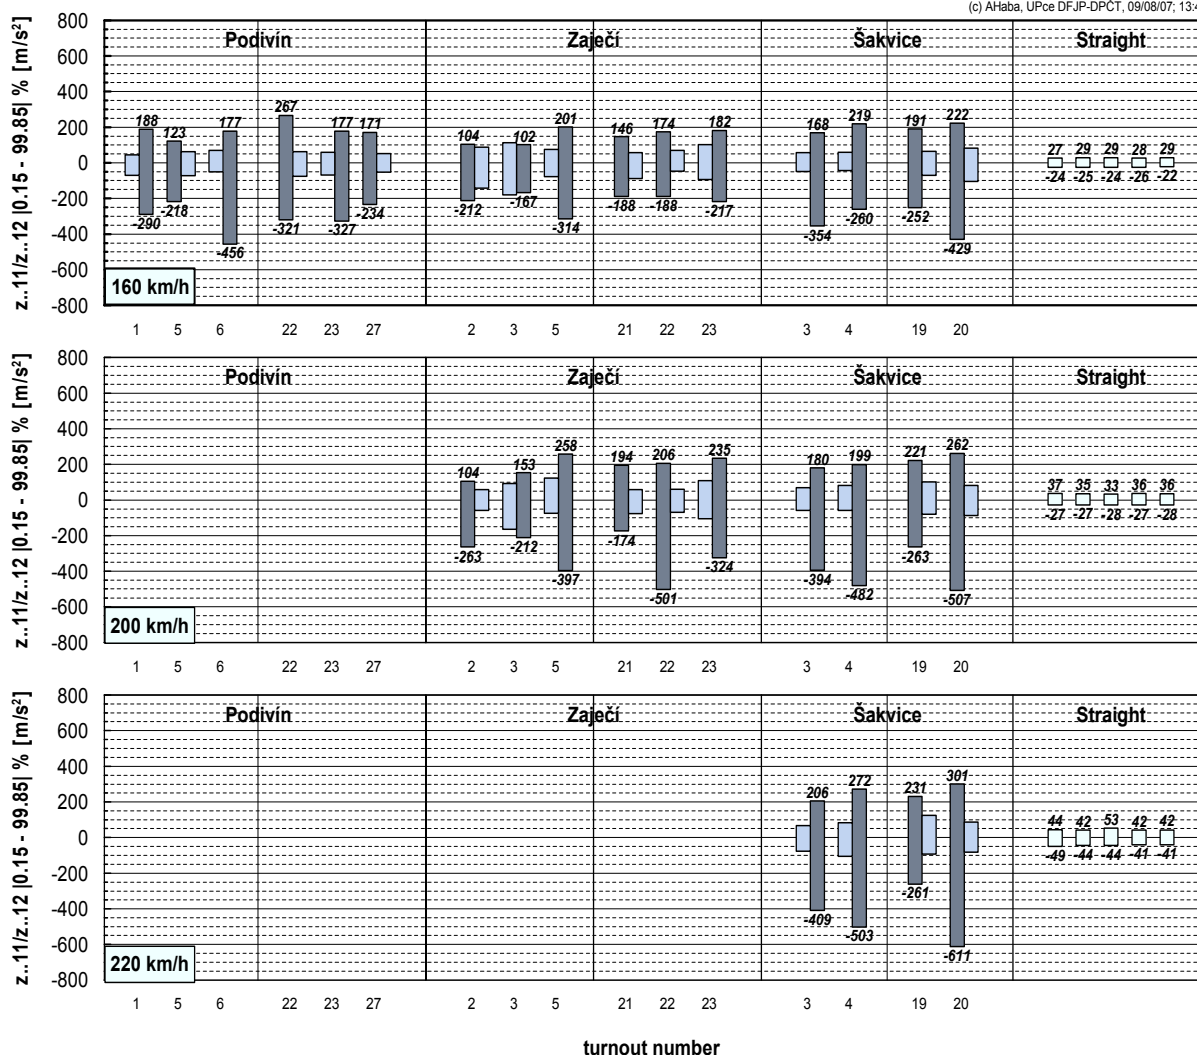 (c) AHaba, UPce DFJP-DPČT, 09/08/07; 13:4
z..11/z..12 |0.15 - 99.85| % [m/s²]
800
600
400
200
0
-200
-400
-600
-800
Podivín Zaječí Šakvice Straight
188 123 177 267 177 171 104 102 201 146 174 182 168 219 191 222 27 29 29 28 29
-290 -218 -456 -321 -327 -234 -212 -167 -314 -188 -188 -217 -354 -260 -252 -429 -24 -25 -24 -26 -22
160 km/h
1 5 6 22 23 27 2 3 5 21 22 23 3 4 19 20
z..11/z..12 |0.15 - 99.85| % [m/s²]
800
600
400
200
0
-200
-400
-600
-800
Podivín Zaječí Šakvice Straight
104 153 258 194 206 235 180 199 221 262 37 35 33 36 36
-263 -212 -397 -174 -501 -324 -394 -482 -263 -507 -27 -27 -28 -27 -28
200 km/h
1 5 6 22 23 27 2 3 5 21 22 23 3 4 19 20
z..11/z..12 |0.15 - 99.85| % [m/s²]
800
600
400
200
0
-200
-400
-600
-800
Podivín Zaječí Šakvice Straight
206 272 231 301 44 42 53 42 42
-409 -503 -261 -611 -49 -44 -44 -41 -41
220 km/h
1 5 6 22 23 27 2 3 5 21 22 23 3 4 19 20
turnout number